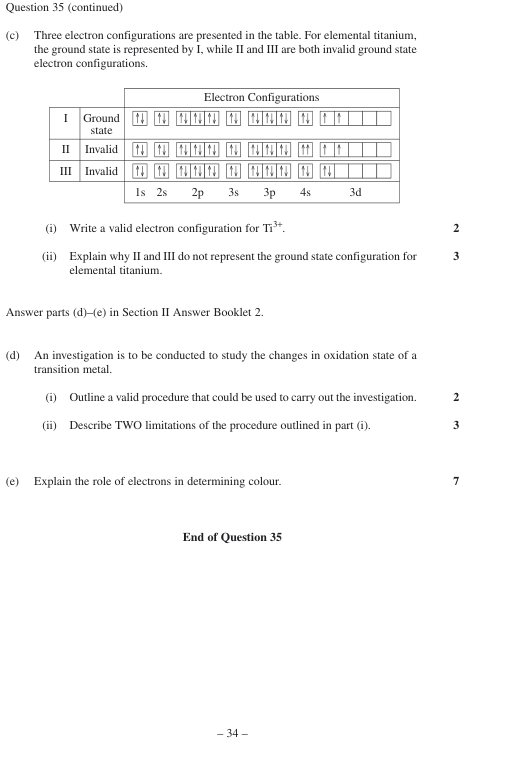 Question 35 (continued)
(c) Three electron configurations are presented in the table. For elemental titanium,
the ground state is represented by I, while II and III are both invalid ground state
electron configurations.
Electron Configurations
I Ground
state
↑↓ ↑↓ ↑↓ ↑↓ ↑↓ ↑↓ ↑↓ ↑↓ ↑↓ ↑↓ ↑ ↑
II Invalid ↑↓ ↑↓ ↑↓ ↑↓ ↑↓ ↑↓ ↑↓ ↑↓ ↑↓ ↑↑ ↑ ↑
III Invalid ↑↓ ↑↓ ↑↓ ↑↓ ↑↓ ↑↓ ↑↓ ↑↓ ↑↓ ↑↓ ↑↓
1s 2s 2p 3s 3p 4s 3d
(i) Write a valid electron configuration for Ti³⁺. 2
(ii) Explain why II and III do not represent the ground state configuration for 3
elemental titanium.
Answer parts (d)–(e) in Section II Answer Booklet 2.
(d) An investigation is to be conducted to study the changes in oxidation state of a
transition metal.
(i) Outline a valid procedure that could be used to carry out the investigation. 2
(ii) Describe TWO limitations of the procedure outlined in part (i). 3
(e) Explain the role of electrons in determining colour. 7
End of Question 35
– 34 –